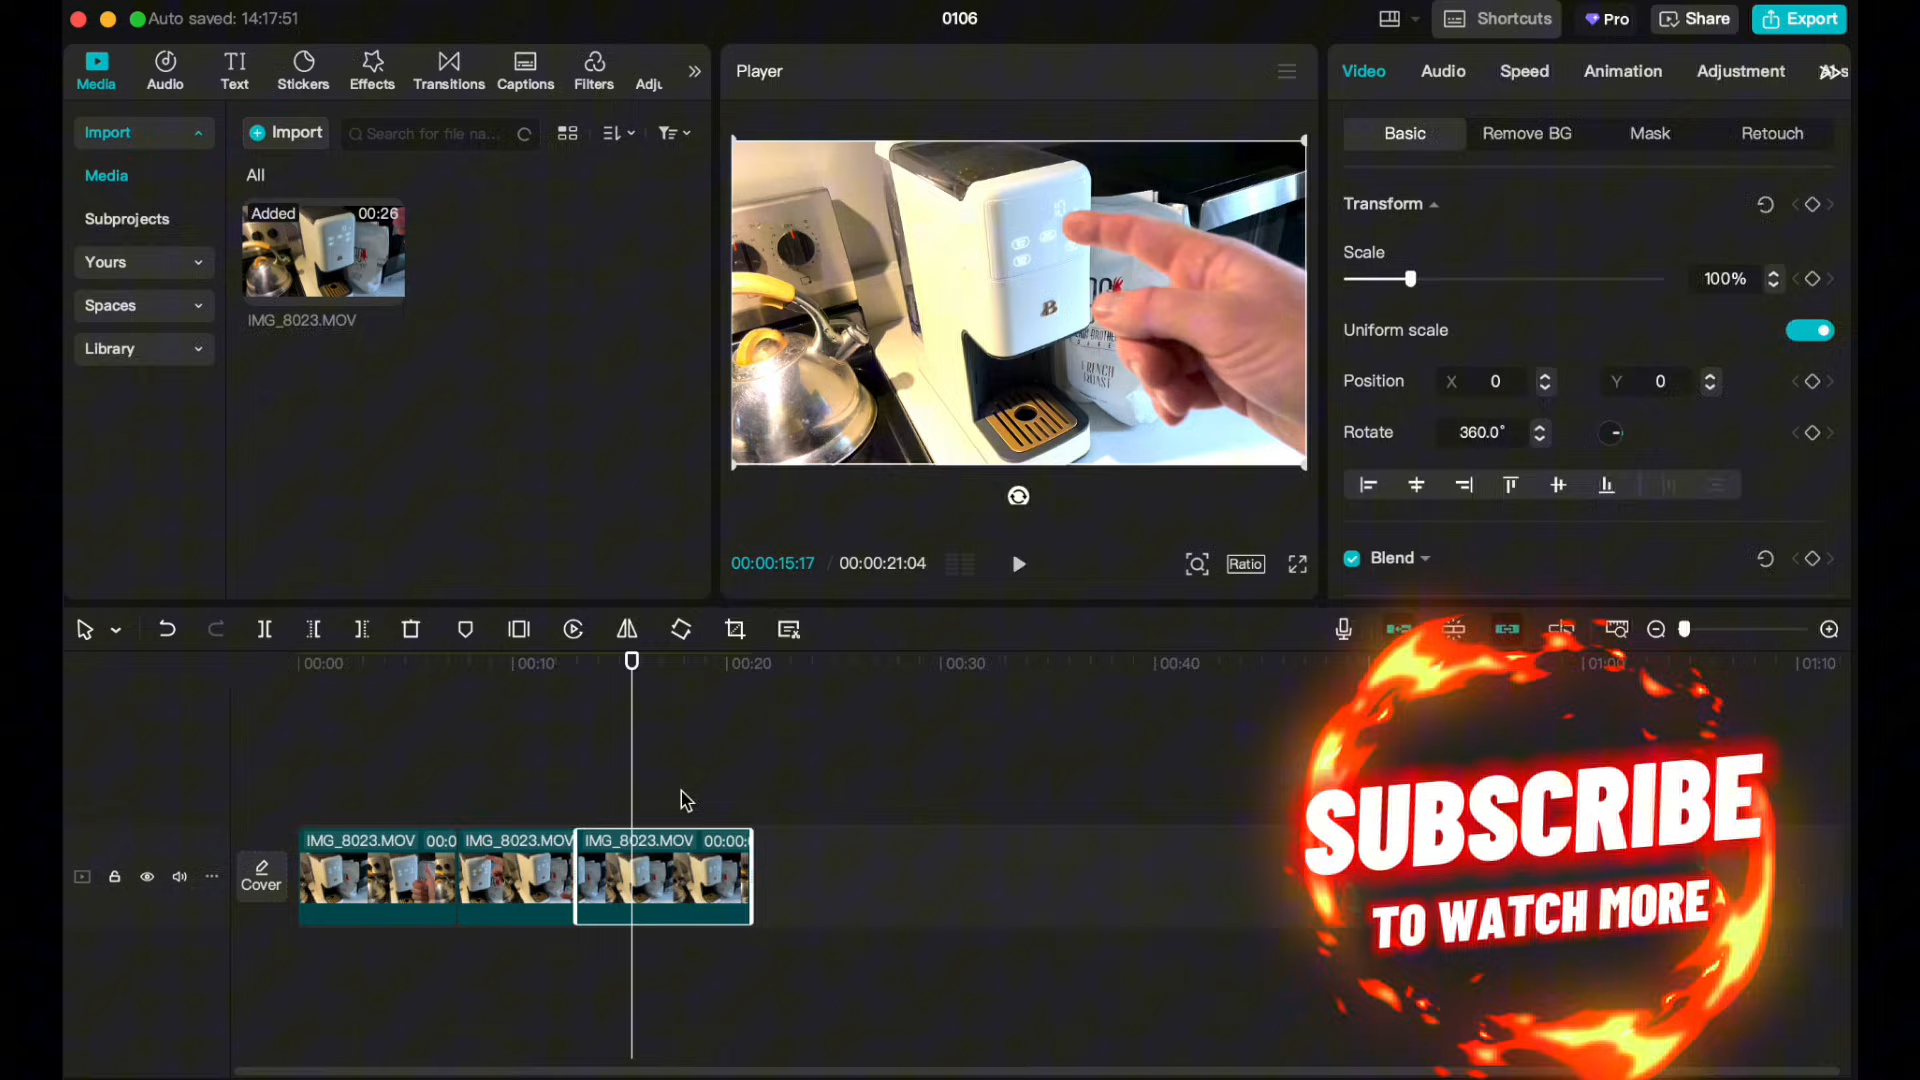 Auto saved: 14:17:51
0106
Shortcuts
Pro
Share
Export
Media
Audio
Text
Stickers
Effects
Transitions
Captions
Filters
Import
Media
Subprojects
Yours
Spaces
Library
Import
Search for file na...
All
Added
00:26
IMG_8023.MOV
Player
B
00:00:15:17 / 00:00:21:04
Ratio
Video
Audio
Speed
Animation
Adjustment
Basic
Remove BG
Mask
Retouch
Transform
Scale
100%
Uniform scale
Position
X 0
Y 0
Rotate
360.0°
Blend
00:00
00:10
00:20
00:30
00:40
01:00
01:10
Cover
IMG_8023.MOV 00:0
IMG_8023.MOV
IMG_8023.MOV 00:00:
SUBSCRIBE
TO WATCH MORE